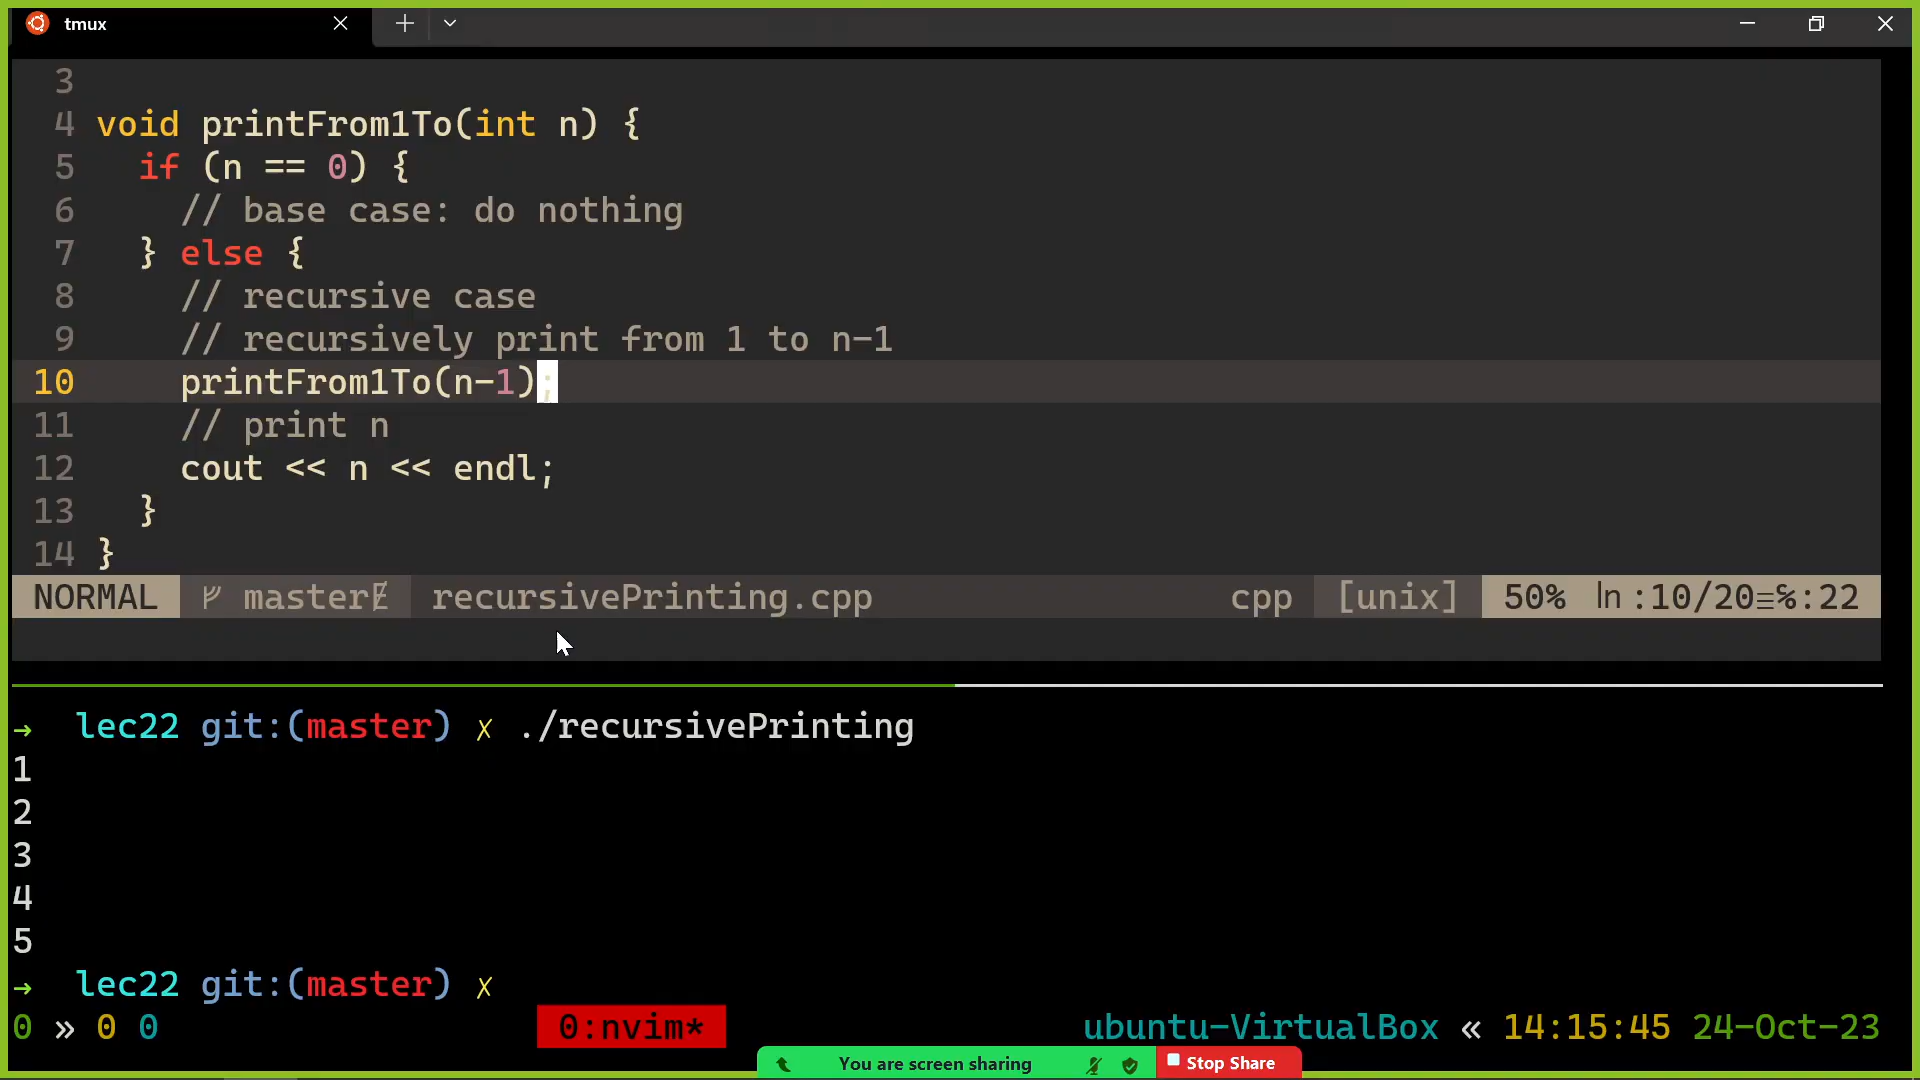 tmux
3
4 void printFrom1To(int n) {
5 if (n == 0) {
6 // base case: do nothing
7 } else {
8 // recursive case
9 // recursively print from 1 to n-1
10 printFrom1To(n-1);
11 // print n
12 cout << n << endl;
13 }
14 }
NORMAL master recursivePrinting.cpp cpp [unix] 50% ln :10/20≡℅:22
→ lec22 git:(master) ✗ ./recursivePrinting
1
2
3
4
5
→ lec22 git:(master) ✗
0 » 0 0 0:nvim* ubuntu-VirtualBox « 14:15:45 24-Oct-23
You are screen sharing Stop Share